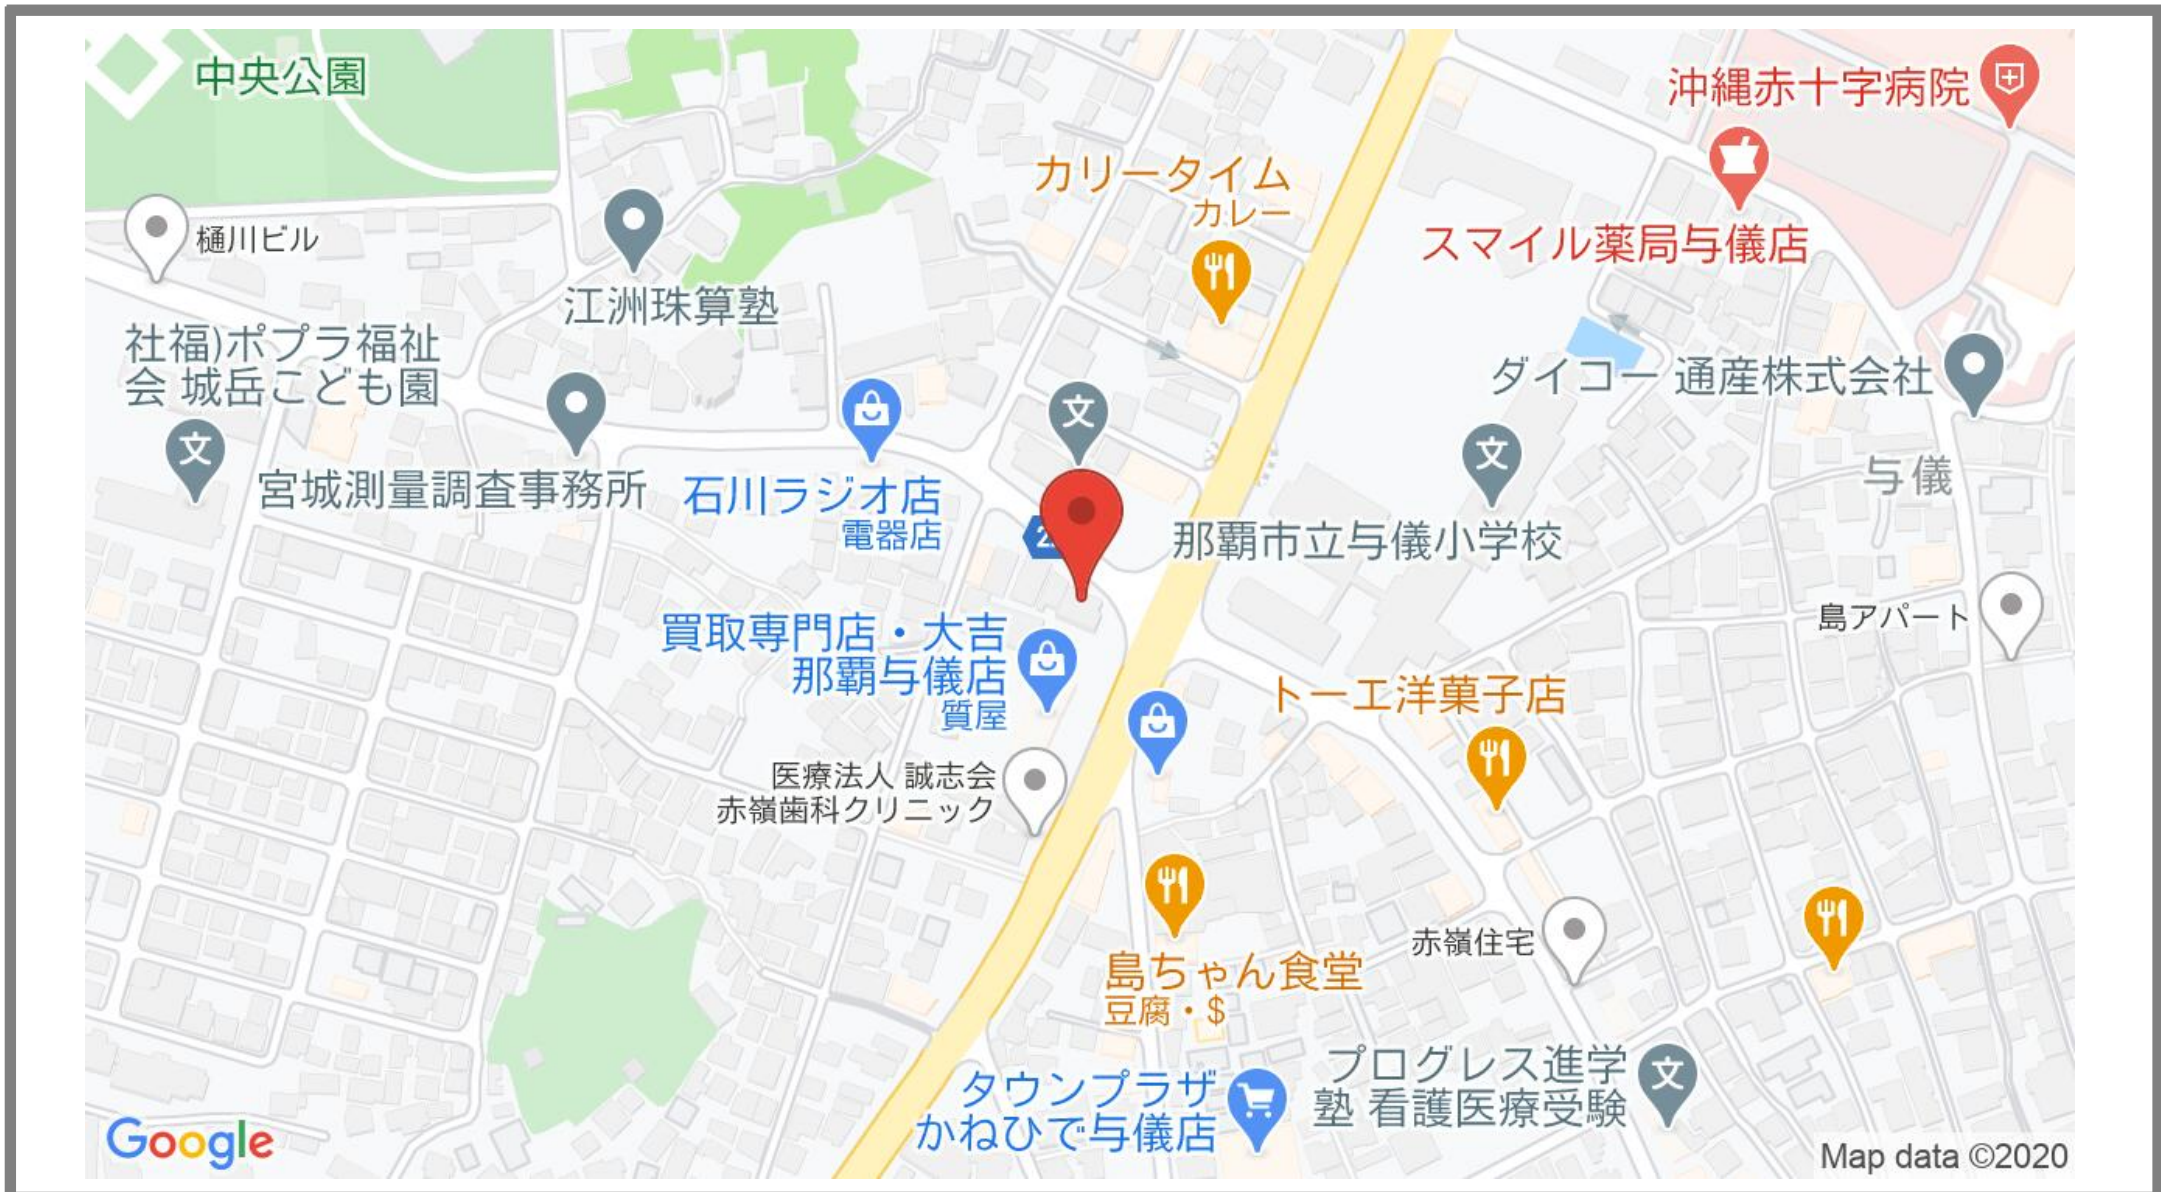 中央公園
沖縄赤十字病院
カリータイム
カレー
スマイル薬局与儀店
樋川ビル
江洲珠算塾
社福)ポプラ福祉
会 城岳こども園
ダイコー 通産株式会社
文
文
文
与儀
宮城測量調査事務所
石川ラジオ店
電器店
那覇市立与儀小学校
島アパート
買取専門店・大吉
那覇与儀店
質屋
トーエ洋菓子店
医療法人 誠志会
赤嶺歯科クリニック
赤嶺住宅
島ちゃん食堂
豆腐・$
プログレス進学
塾 看護医療受験
文
タウンプラザ
かねひで与儀店
Google
Map data ©2020